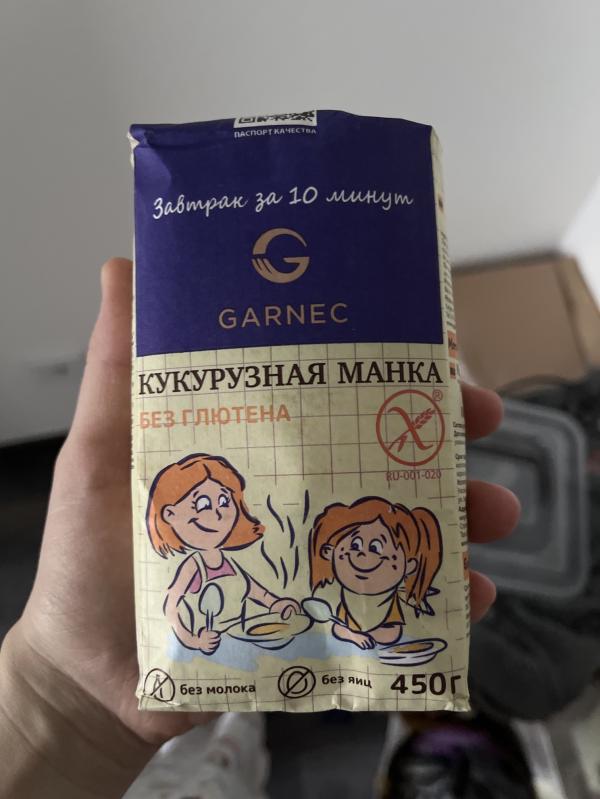 ПАСПОРТ КАЧЕСТВА
Завтрак за 10 минут
GARNEC
КУКУРУЗНАЯ МАНКА
БЕЗ ГЛЮТЕНА
®
RU-001-020
без молока
без яиц
450г